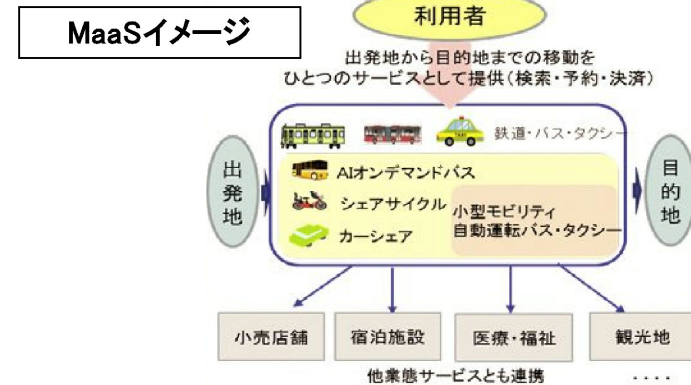 MaaSイメージ
利用者
出発地から目的地までの移動を
ひとつのサービスとして提供(検索・予約・決済)
出発地
鉄道・バス・タクシー
AIオンデマンドバス
シェアサイクル
カーシェア
小型モビリティ
自動運転バス・タクシー
目的地
小売店舗
宿泊施設
医療・福祉
観光地
他業態サービスとも連携
・・・・